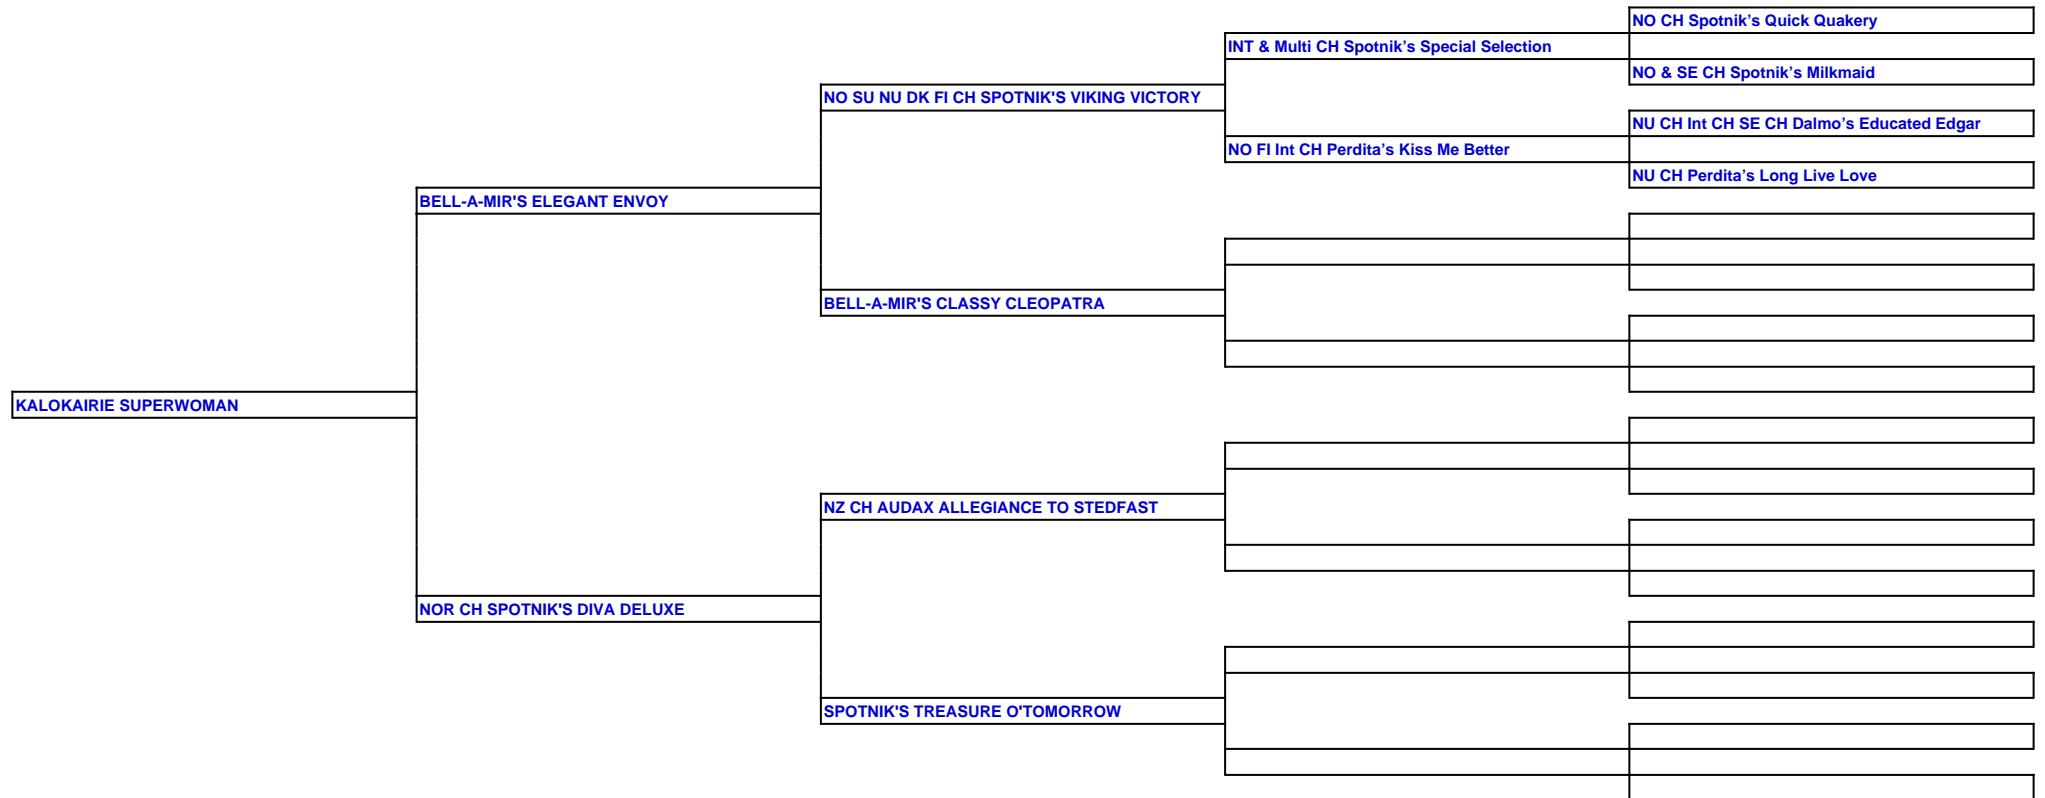 NO CH Spotnik’s Quick Quakery
INT & Multi CH Spotnik’s Special Selection
NO & SE CH Spotnik’s Milkmaid
NO SU NU DK FI CH SPOTNIK'S VIKING VICTORY
NU CH Int CH SE CH Dalmo’s Educated Edgar
NO FI Int CH Perdita’s Kiss Me Better
NU CH Perdita’s Long Live Love
BELL-A-MIR'S ELEGANT ENVOY
BELL-A-MIR'S CLASSY CLEOPATRA
KALOKAIRIE SUPERWOMAN
NZ CH AUDAX ALLEGIANCE TO STEDFAST
NOR CH SPOTNIK'S DIVA DELUXE
SPOTNIK'S TREASURE O'TOMORROW